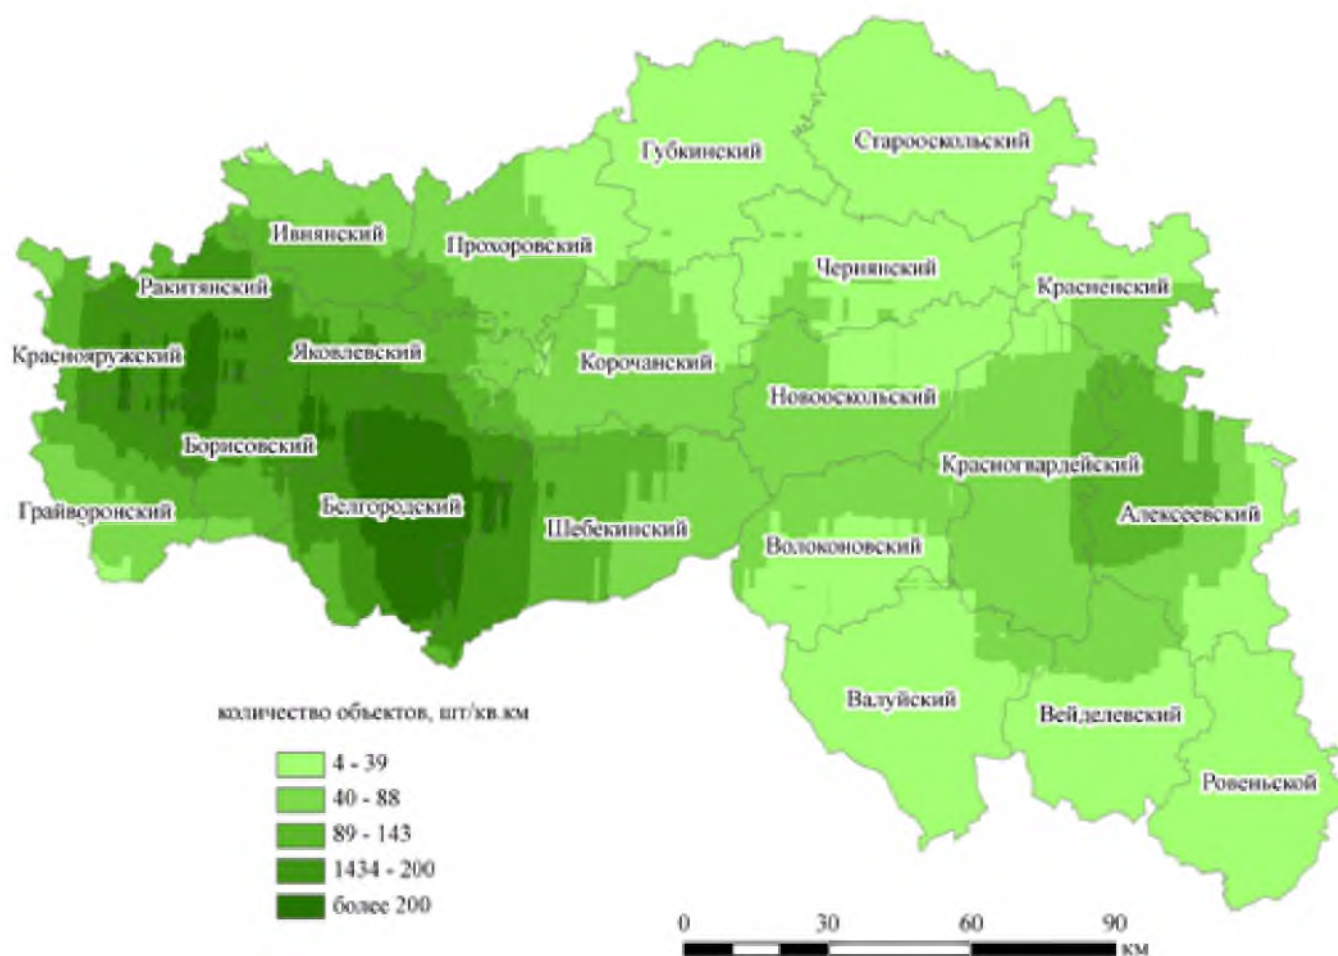 Губкинский
Старооскольский
Ивнянский
Прохоровский
Чернянский
Ракитянский
Красненский
Краснояружский
Яковлевский
Корочанский
Новооскольский
Борисовский
Красногвардейский
Грайворонский
Белгородский
Шебекинский
Алексеевский
Волоконовский
Валуйский
Вейделевский
Ровеньской
количество объектов, шт/кв.км
4 - 39
40 - 88
89 - 143
1434 - 200
более 200
0 30 60 90
км